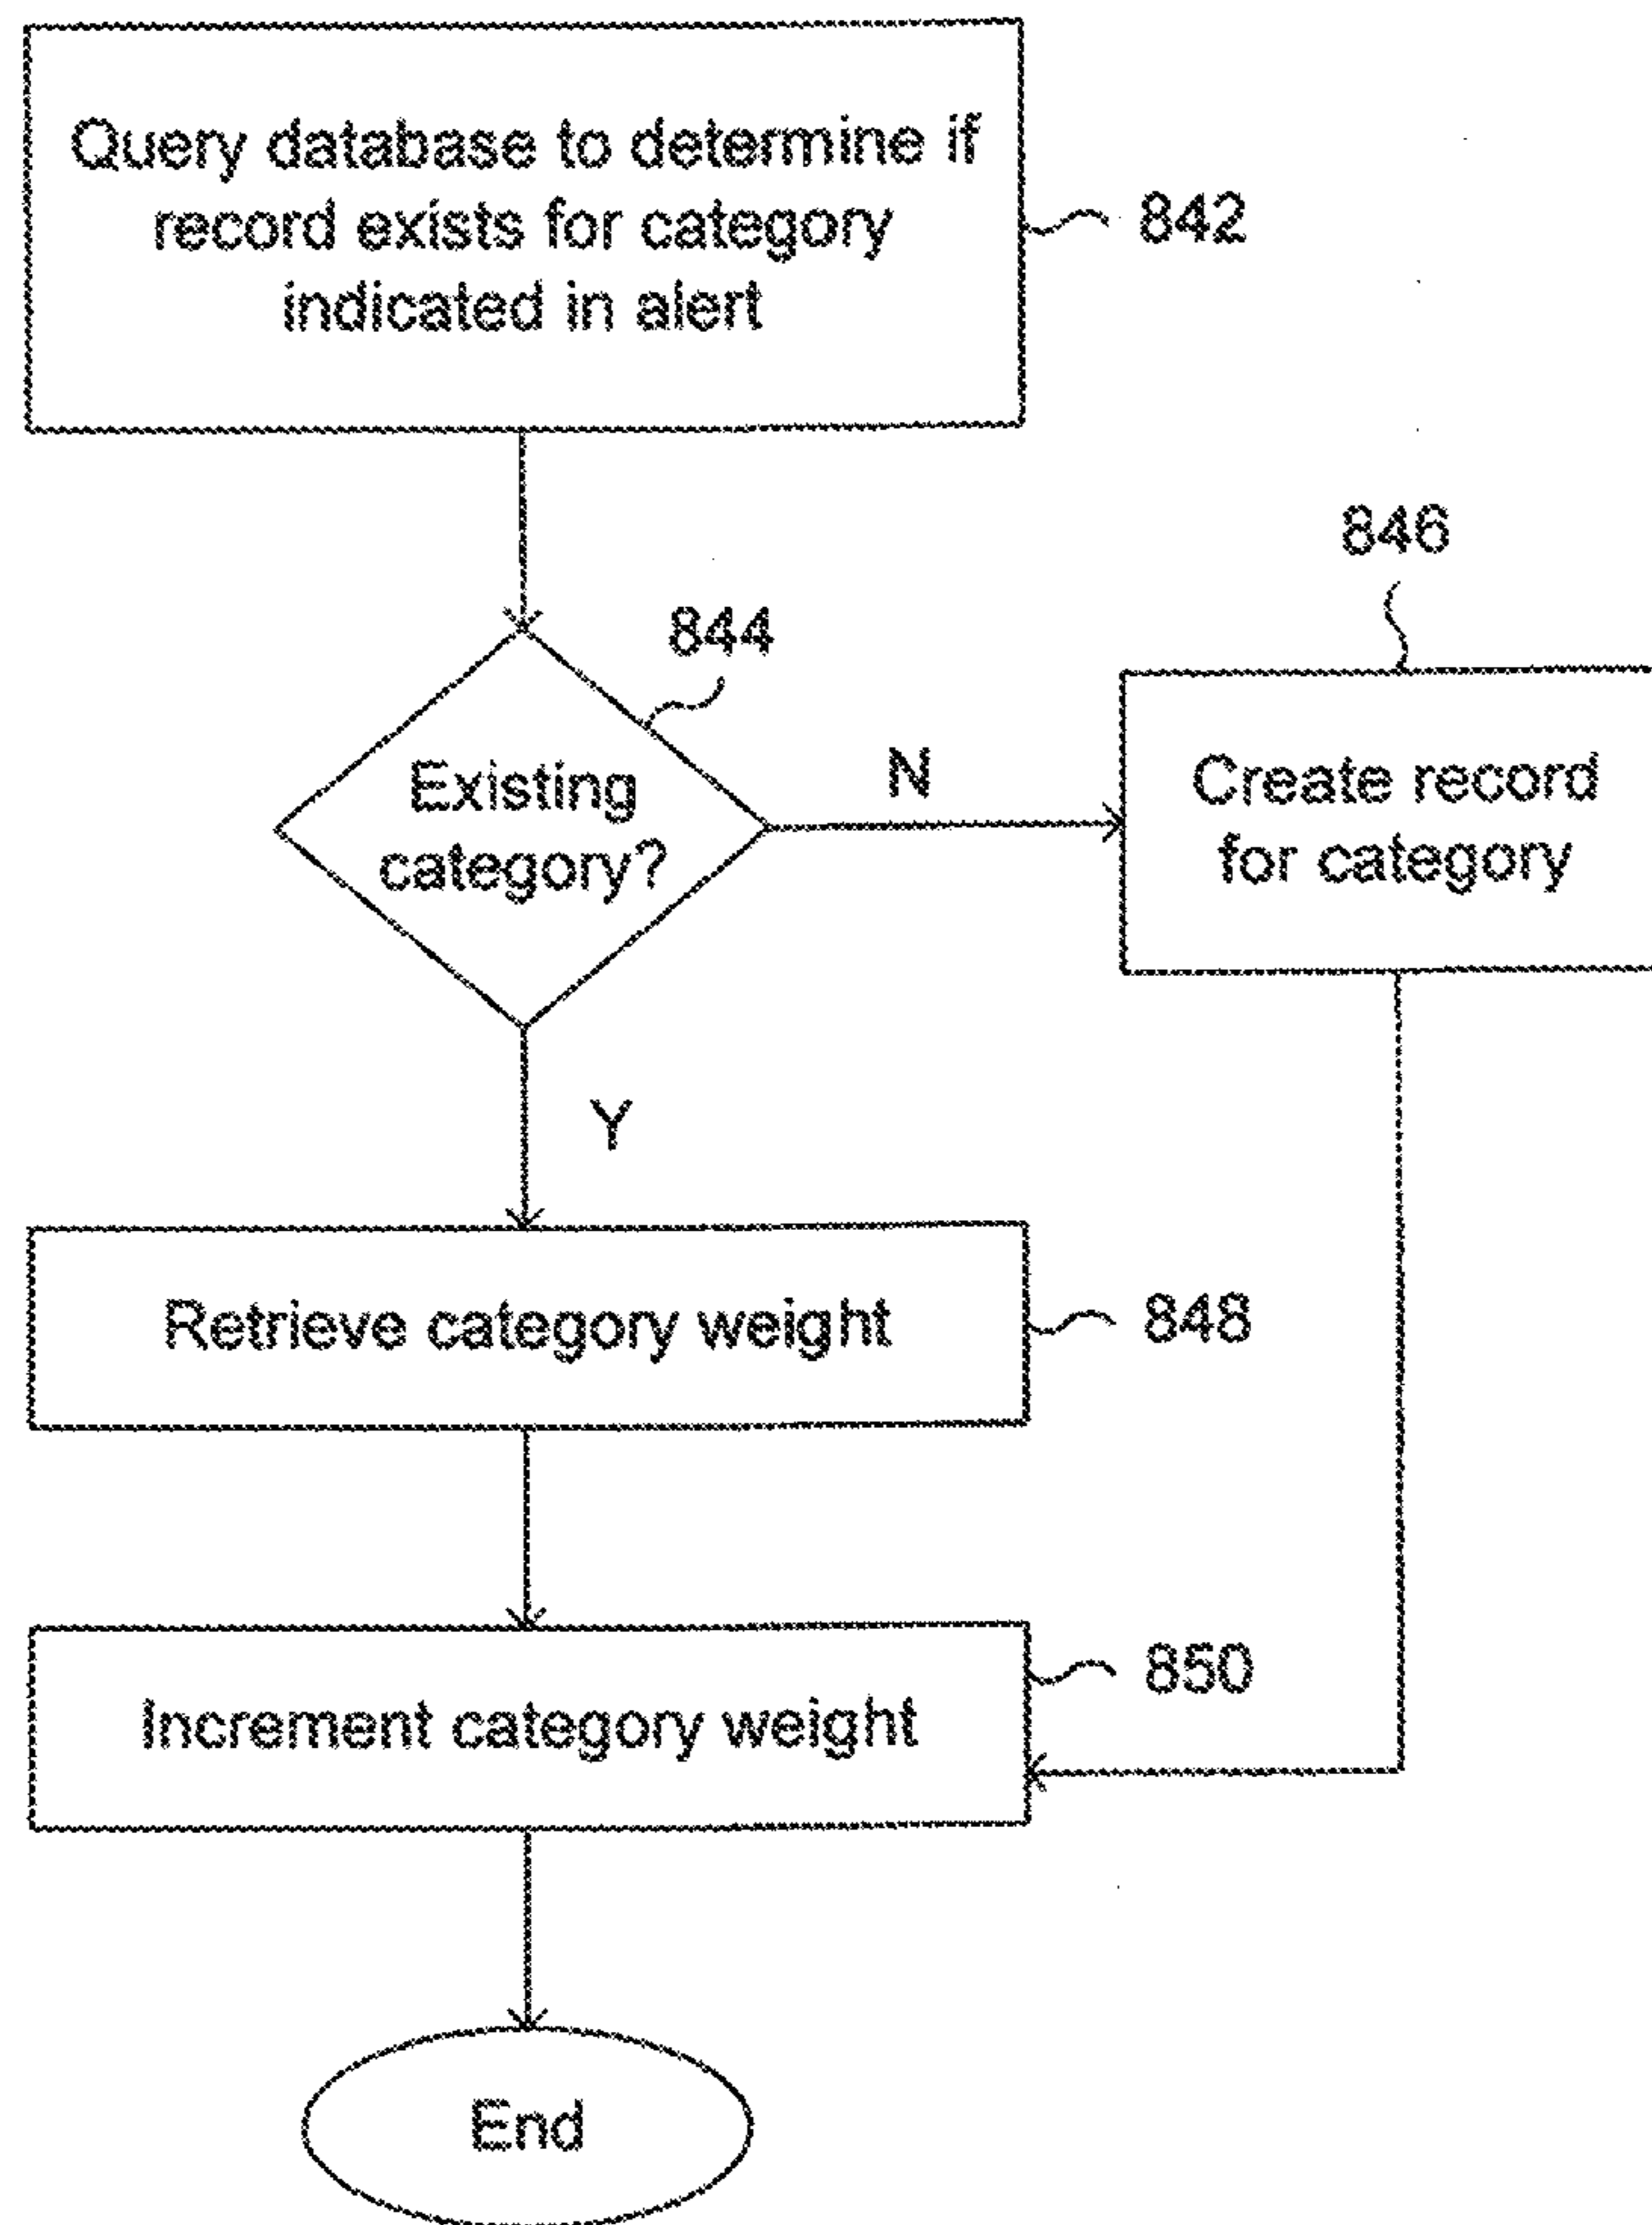 Query database to determine if
record exists for category
indicated in alert
842
846
844
Existing
category?
N
Create record
for category
Y
Retrieve category weight
848
Increment category weight
850
End